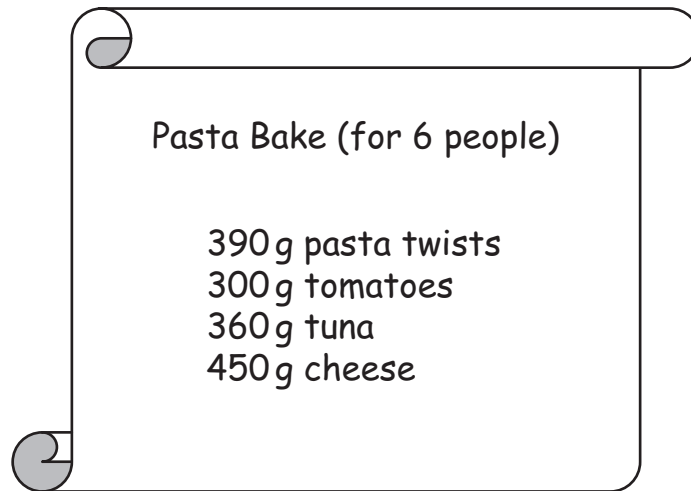 Pasta Bake (for 6 people)
390 g pasta twists
300 g tomatoes
360 g tuna
450 g cheese